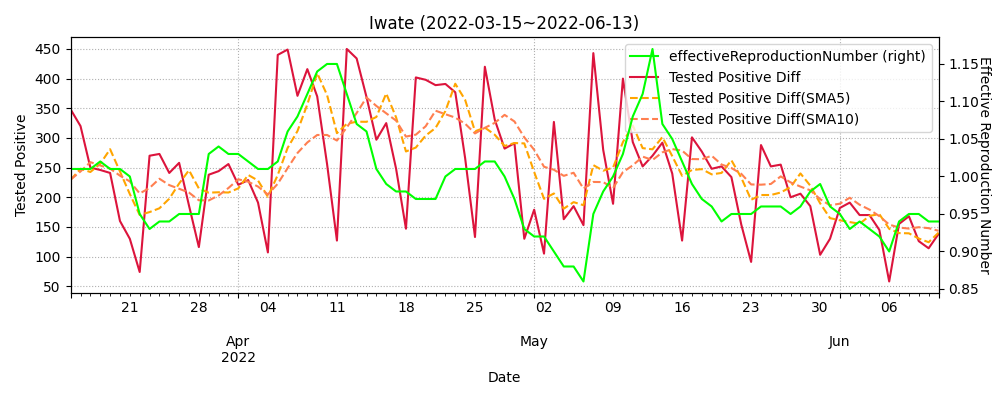 Iwate (2022-03-15~2022-06-13)
effectiveReproductionNumber (right)
Tested Positive Diff
Tested Positive Diff(SMA5)
Tested Positive Diff(SMA10)
Tested Positive
450
400
350
300
250
200
150
100
50
1.15
1.10
1.05
1.00
0.95
0.90
0.85
Effective Reproduction Number
21 28 04 11 18 25 02 09 16 23 30 06
Apr May Jun
2022
Date